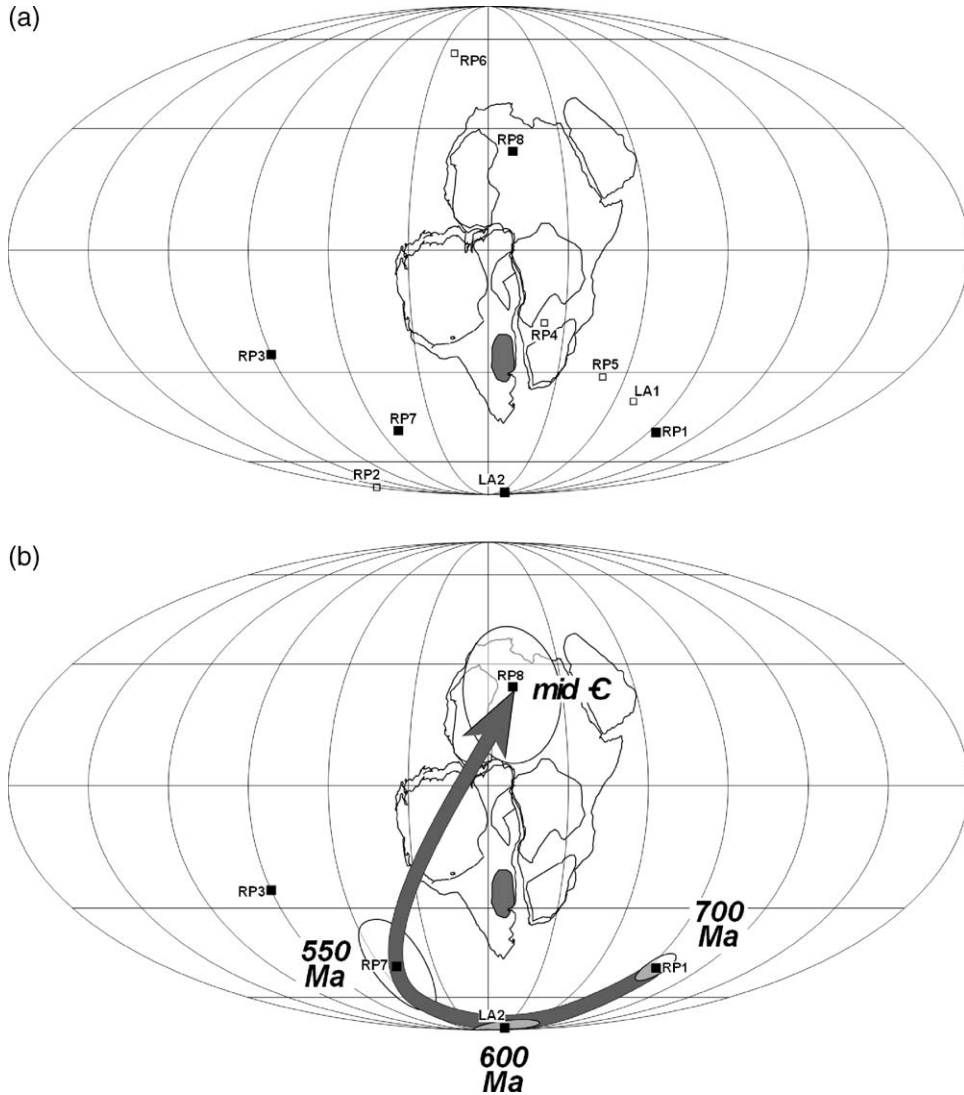 (a)
RP6
RP8
RP4
RP3
RP5
LA1
RP7
RP1
RP2
LA2
(b)
RP8
mid Є
RP3
700
Ma
550
Ma
RP7
RP1
LA2
600
Ma